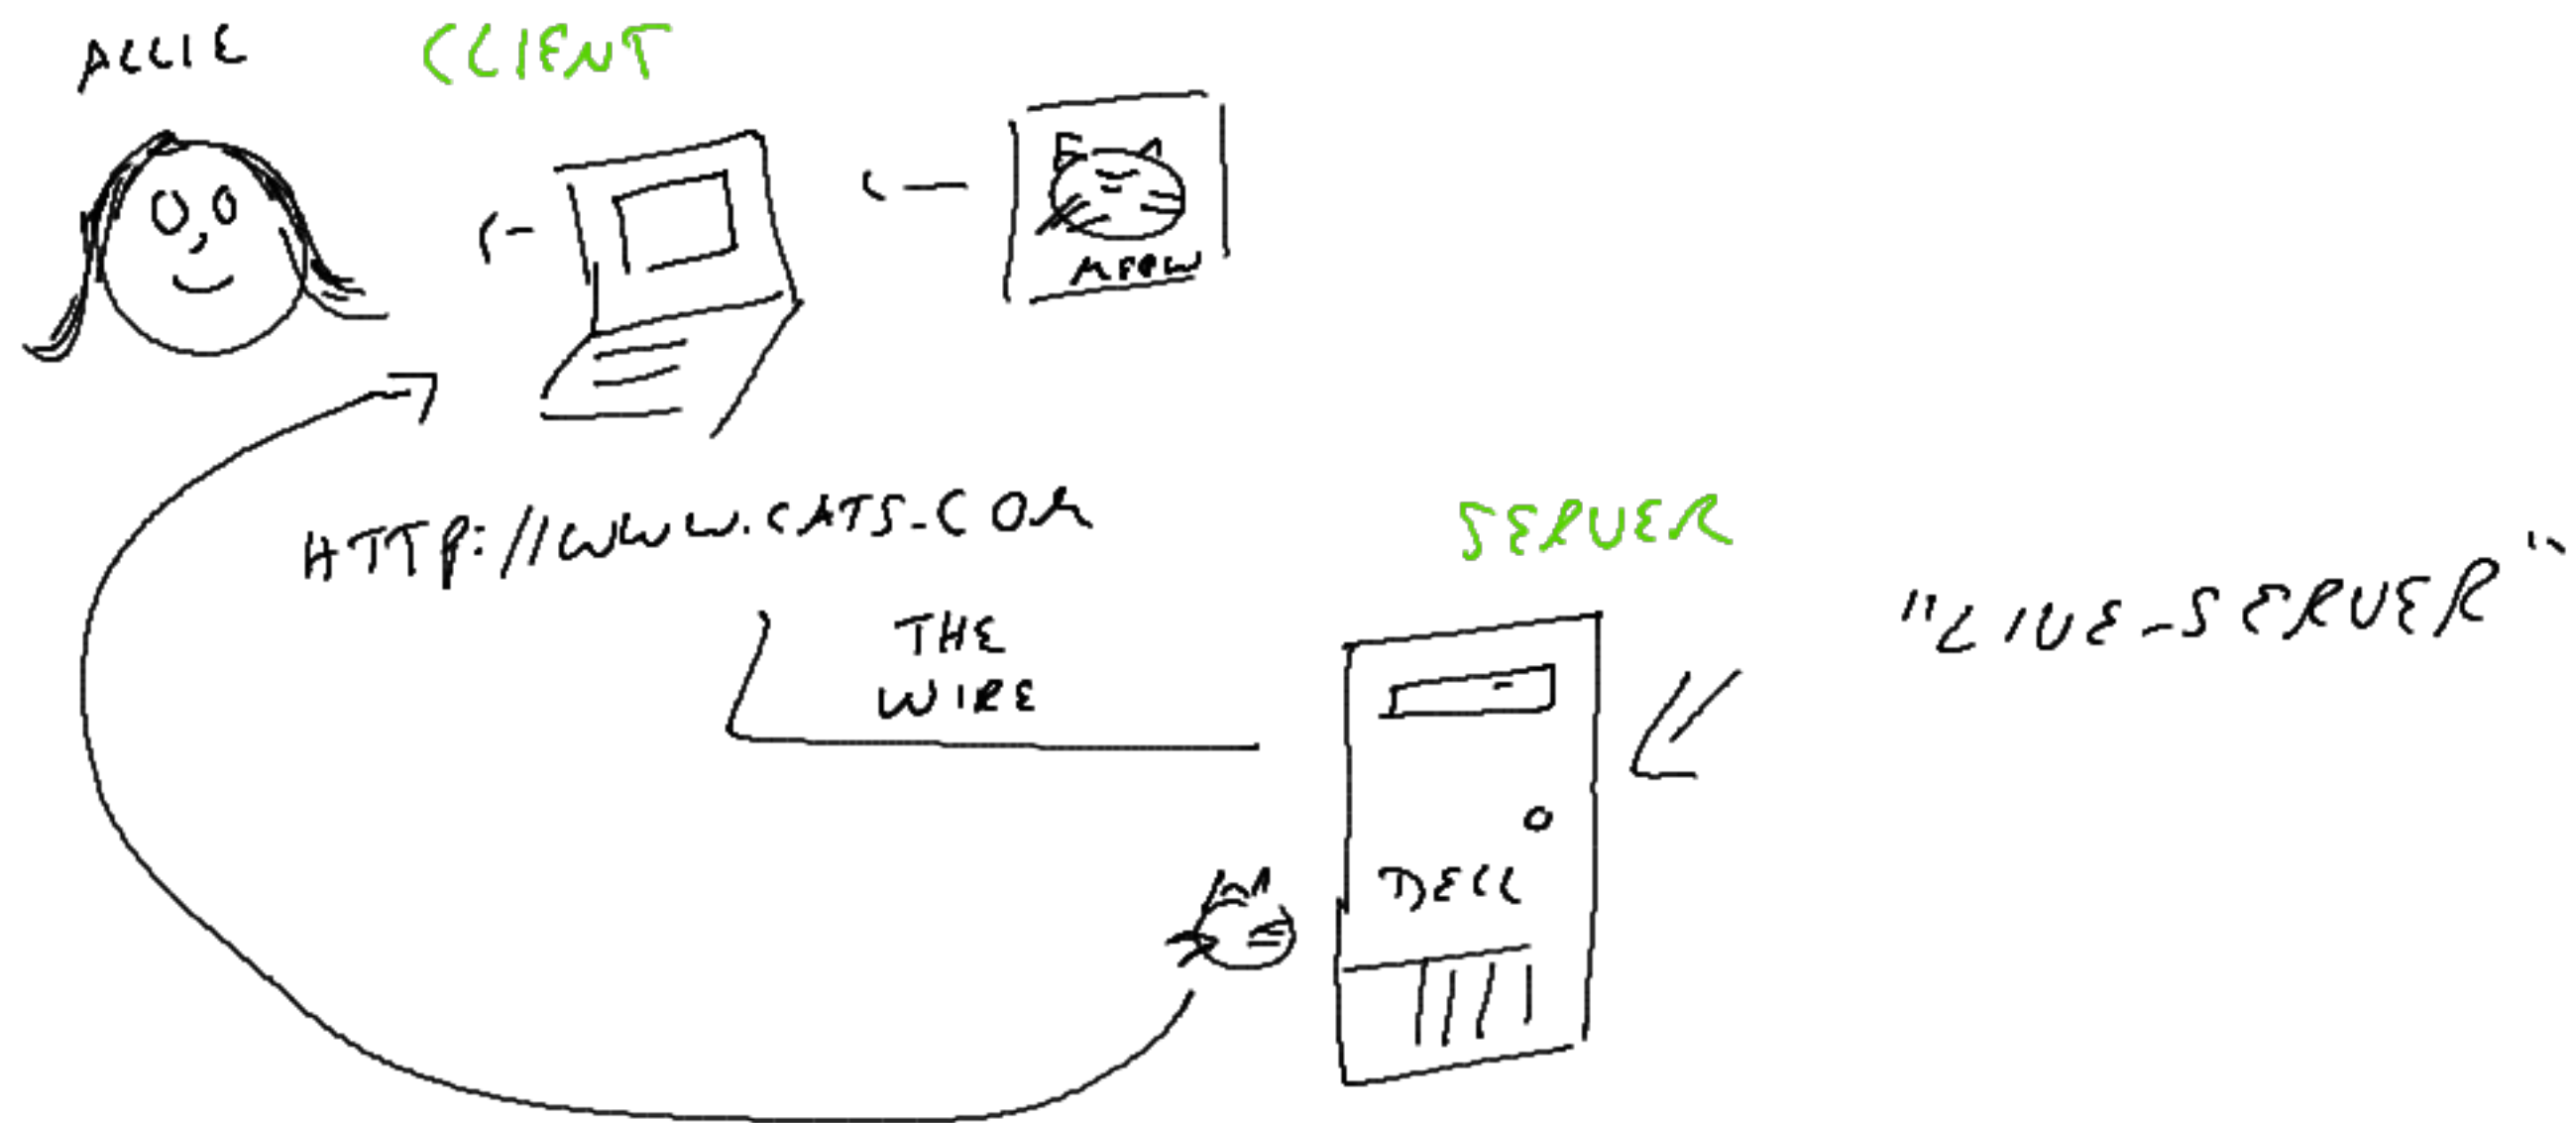 ALLIE
CLIENT
MEOW
HTTP://WWW.CATS.COM
SERVER
"LIVE-SERVER"
THE
WIRE
DELL